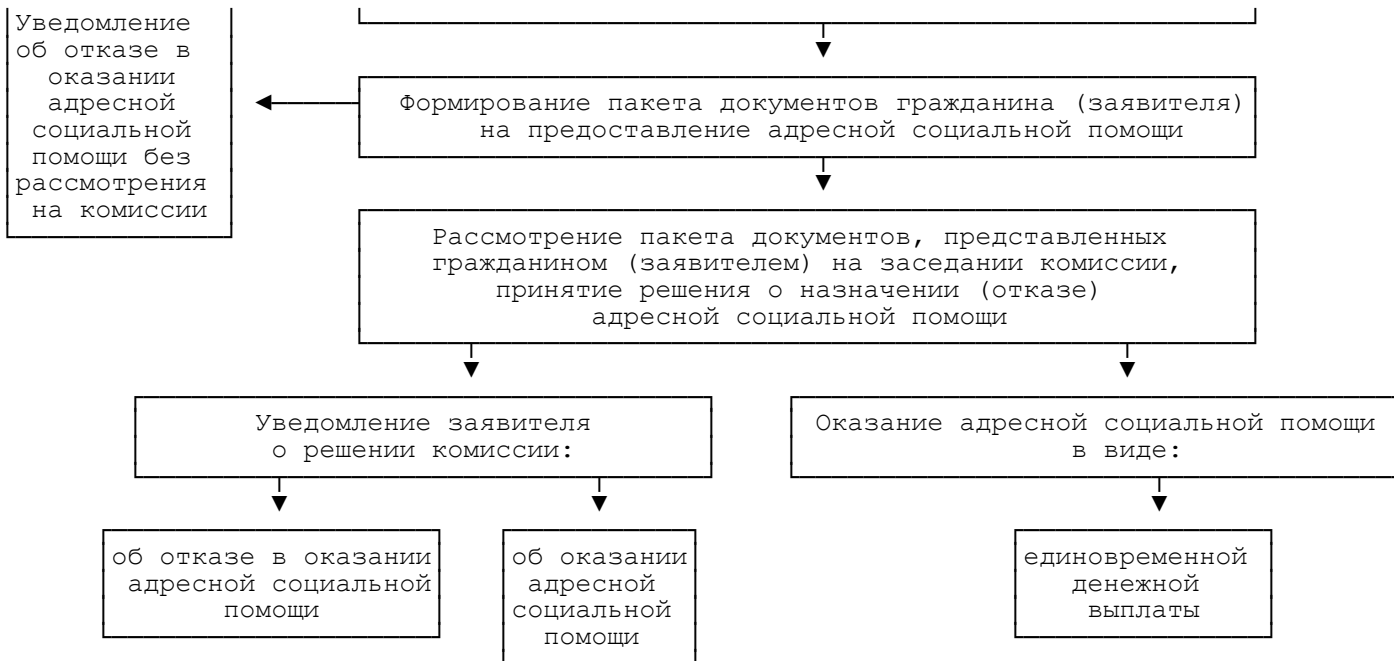 Уведомление
об отказе в
оказании
адресной
социальной
помощи без
рассмотрения
на комиссии
Формирование пакета документов гражданина (заявителя)
на предоставление адресной социальной помощи
Рассмотрение пакета документов, представленных
гражданином (заявителем) на заседании комиссии,
принятие решения о назначении (отказе)
адресной социальной помощи
Уведомление заявителя
о решении комиссии:
Оказание адресной социальной помощи
в виде:
об отказе в оказании
адресной социальной
помощи
об оказании
адресной
социальной
помощи
единовременной
денежной
выплаты